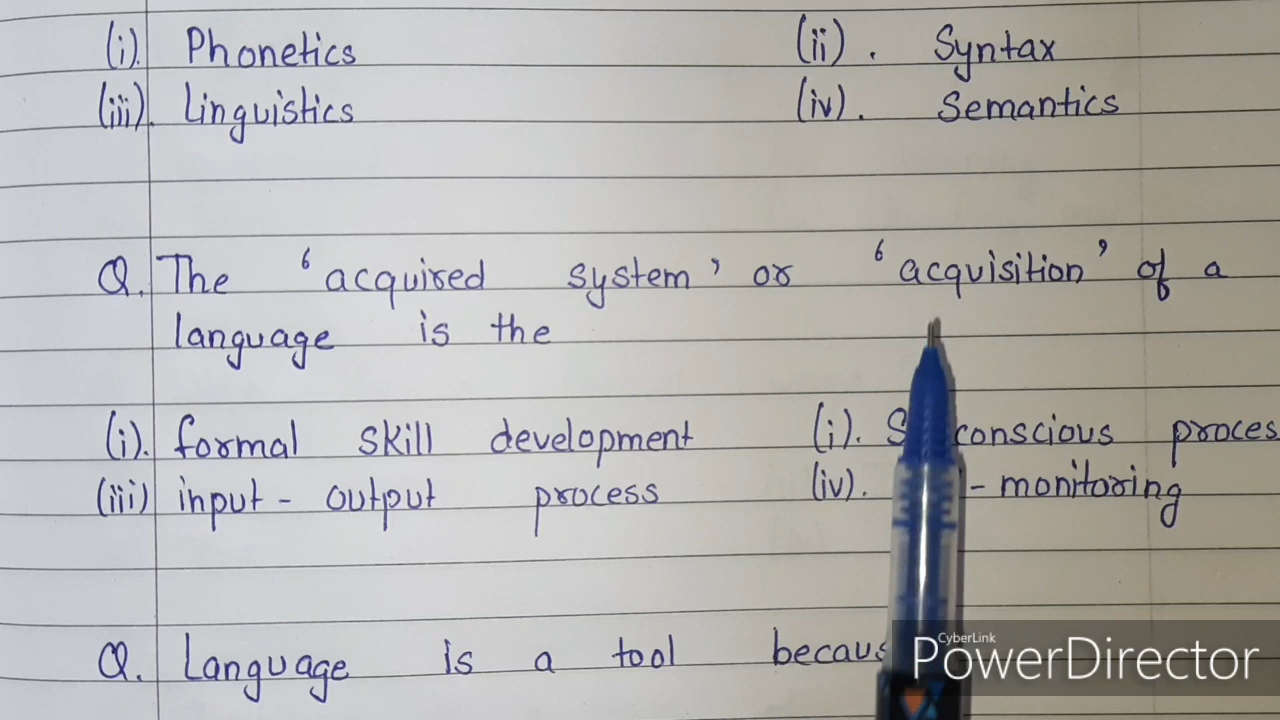 (i). Phonetics (ii). Syntax
(iii). Linguistics (iv). Semantics
Q. The 'acquired system' or 'acquisition' of a
language is the
(i). formal skill development (i). conscious proces
(iii) input - output process (iv). - monitoring
Q. Language is a tool
CyberLink
PowerDirector